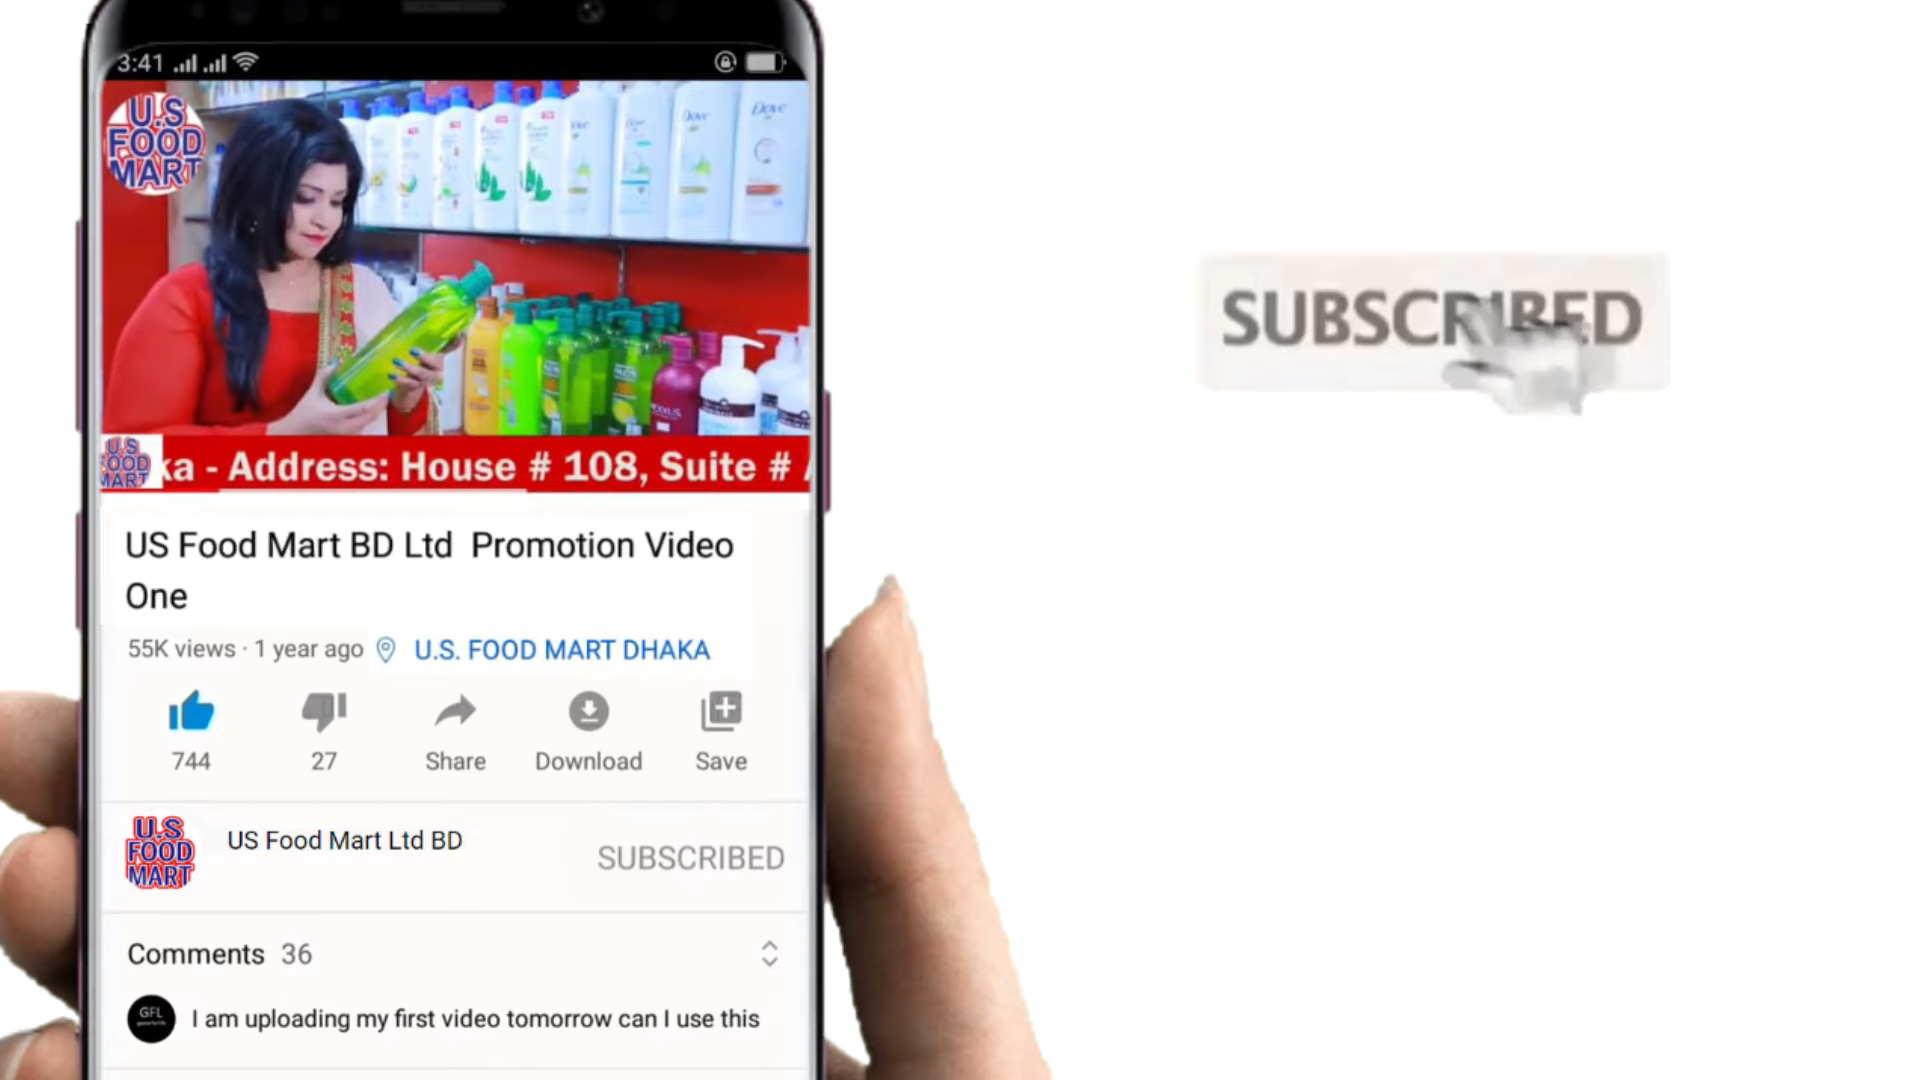 3:41
U.S
FOOD
MART
Dove
Dove
Dove
U.S
FOOD
MART
ka - Address: House # 108, Suite #
US Food Mart BD Ltd Promotion Video
One
55K views · 1 year ago U.S. FOOD MART DHAKA
744 27 Share Download Save
U.S
FOOD
MART
US Food Mart Ltd BD
SUBSCRIBED
Comments 36
GFL
I am uploading my first video tomorrow can I use this
SUBSCRIBED